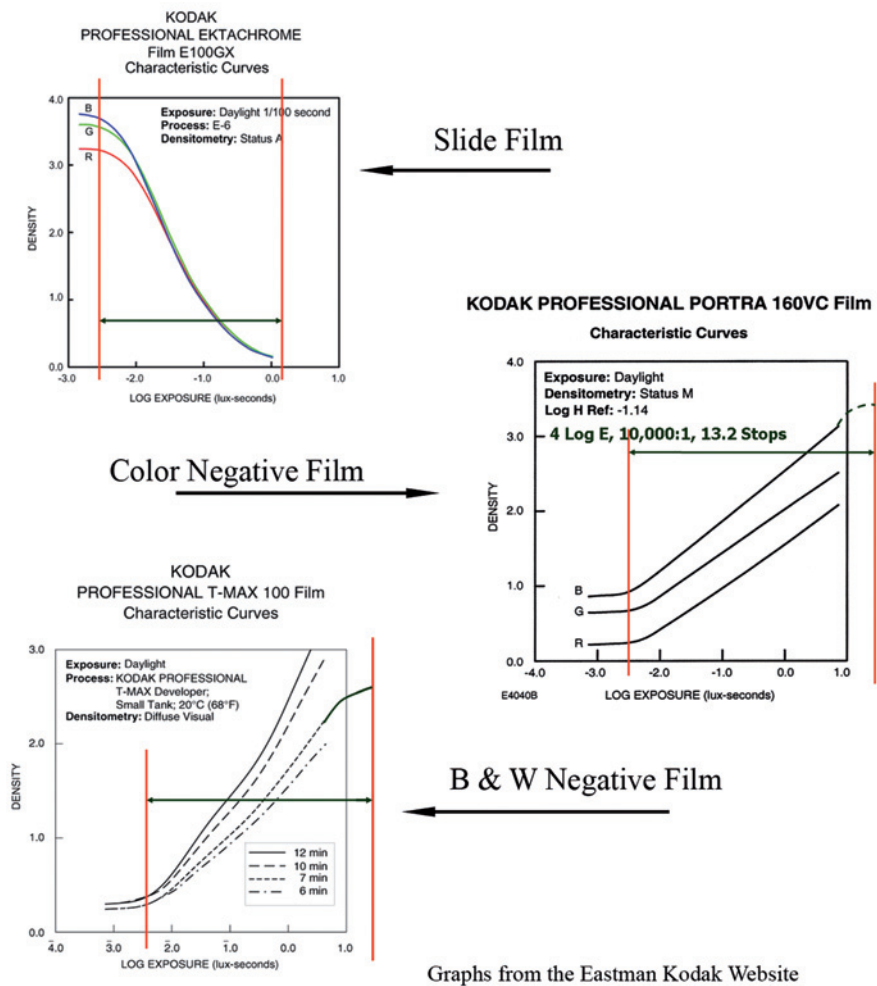 KODAK
PROFESSIONAL EKTACHROME
Film E100GX
Characteristic Curves
4.0
3.0
2.0
1.0
0.0
DENSITY
B
G
R
Exposure: Daylight 1/100 second
Process: E-6
Densitometry: Status A
-3.0 -2.0 -1.0 0.0 1.0
LOG EXPOSURE (lux-seconds)
Slide Film
KODAK PROFESSIONAL PORTRA 160VC Film
Characteristic Curves
4.0
3.0
2.0
1.0
0.0
DENSITY
Exposure: Daylight
Densitometry: Status M
Log H Ref: -1.14
4 Log E, 10,000:1, 13.2 Stops
B
G
R
-4.0 -3.0 -2.0 -1.0 0.0 1.0
E4040B
LOG EXPOSURE (lux-seconds)
Color Negative Film
KODAK
PROFESSIONAL T-MAX 100 Film
Characteristic Curves
3.0
2.0
1.0
0.0
DENSITY
Exposure: Daylight
Process: KODAK PROFESSIONAL
T-MAX Developer;
Small Tank; 20°C (68°F)
Densitometry: Diffuse Visual
12 min
10 min
7 min
6 min
4̄.0 3̄.0 2̄.0 1̄.0 0.0 1.0
LOG EXPOSURE (lux-seconds)
B & W Negative Film
Graphs from the Eastman Kodak Website